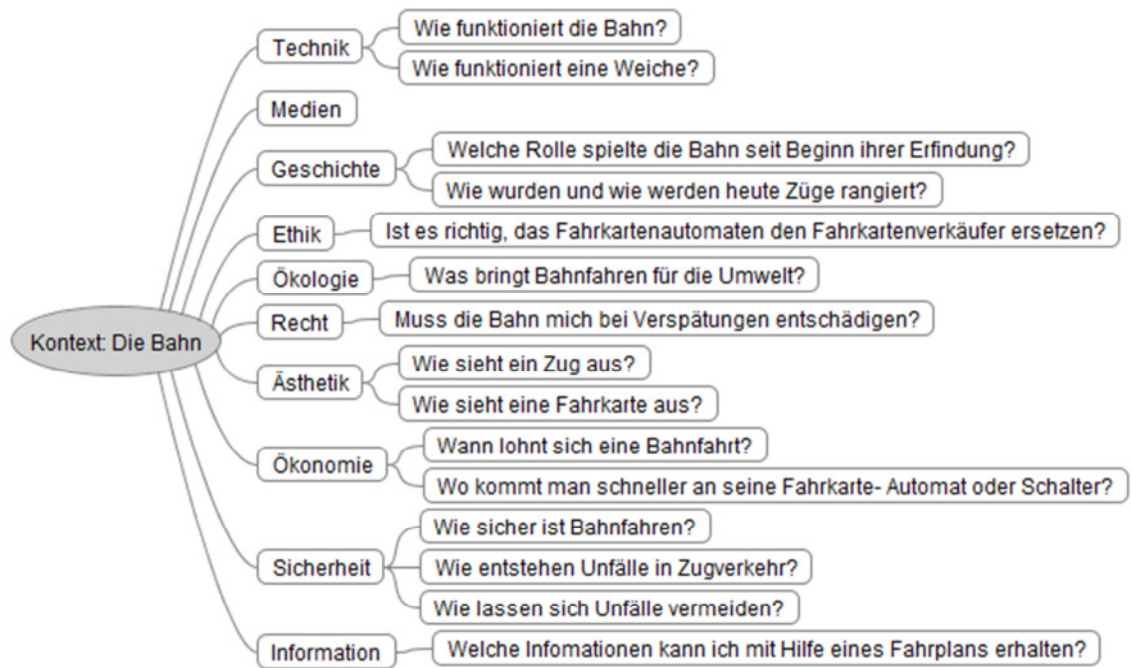 Kontext: Die Bahn
Technik
Wie funktioniert die Bahn?
Wie funktioniert eine Weiche?
Medien
Geschichte
Welche Rolle spielte die Bahn seit Beginn ihrer Erfindung?
Wie wurden und wie werden heute Züge rangiert?
Ethik
Ist es richtig, das Fahrkartenautomaten den Fahrkartenverkäufer ersetzen?
Ökologie
Was bringt Bahnfahren für die Umwelt?
Recht
Muss die Bahn mich bei Verspätungen entschädigen?
Ästhetik
Wie sieht ein Zug aus?
Wie sieht eine Fahrkarte aus?
Ökonomie
Wann lohnt sich eine Bahnfahrt?
Wo kommt man schneller an seine Fahrkarte- Automat oder Schalter?
Sicherheit
Wie sicher ist Bahnfahren?
Wie entstehen Unfälle in Zugverkehr?
Wie lassen sich Unfälle vermeiden?
Information
Welche Infomationen kann ich mit Hilfe eines Fahrplans erhalten?